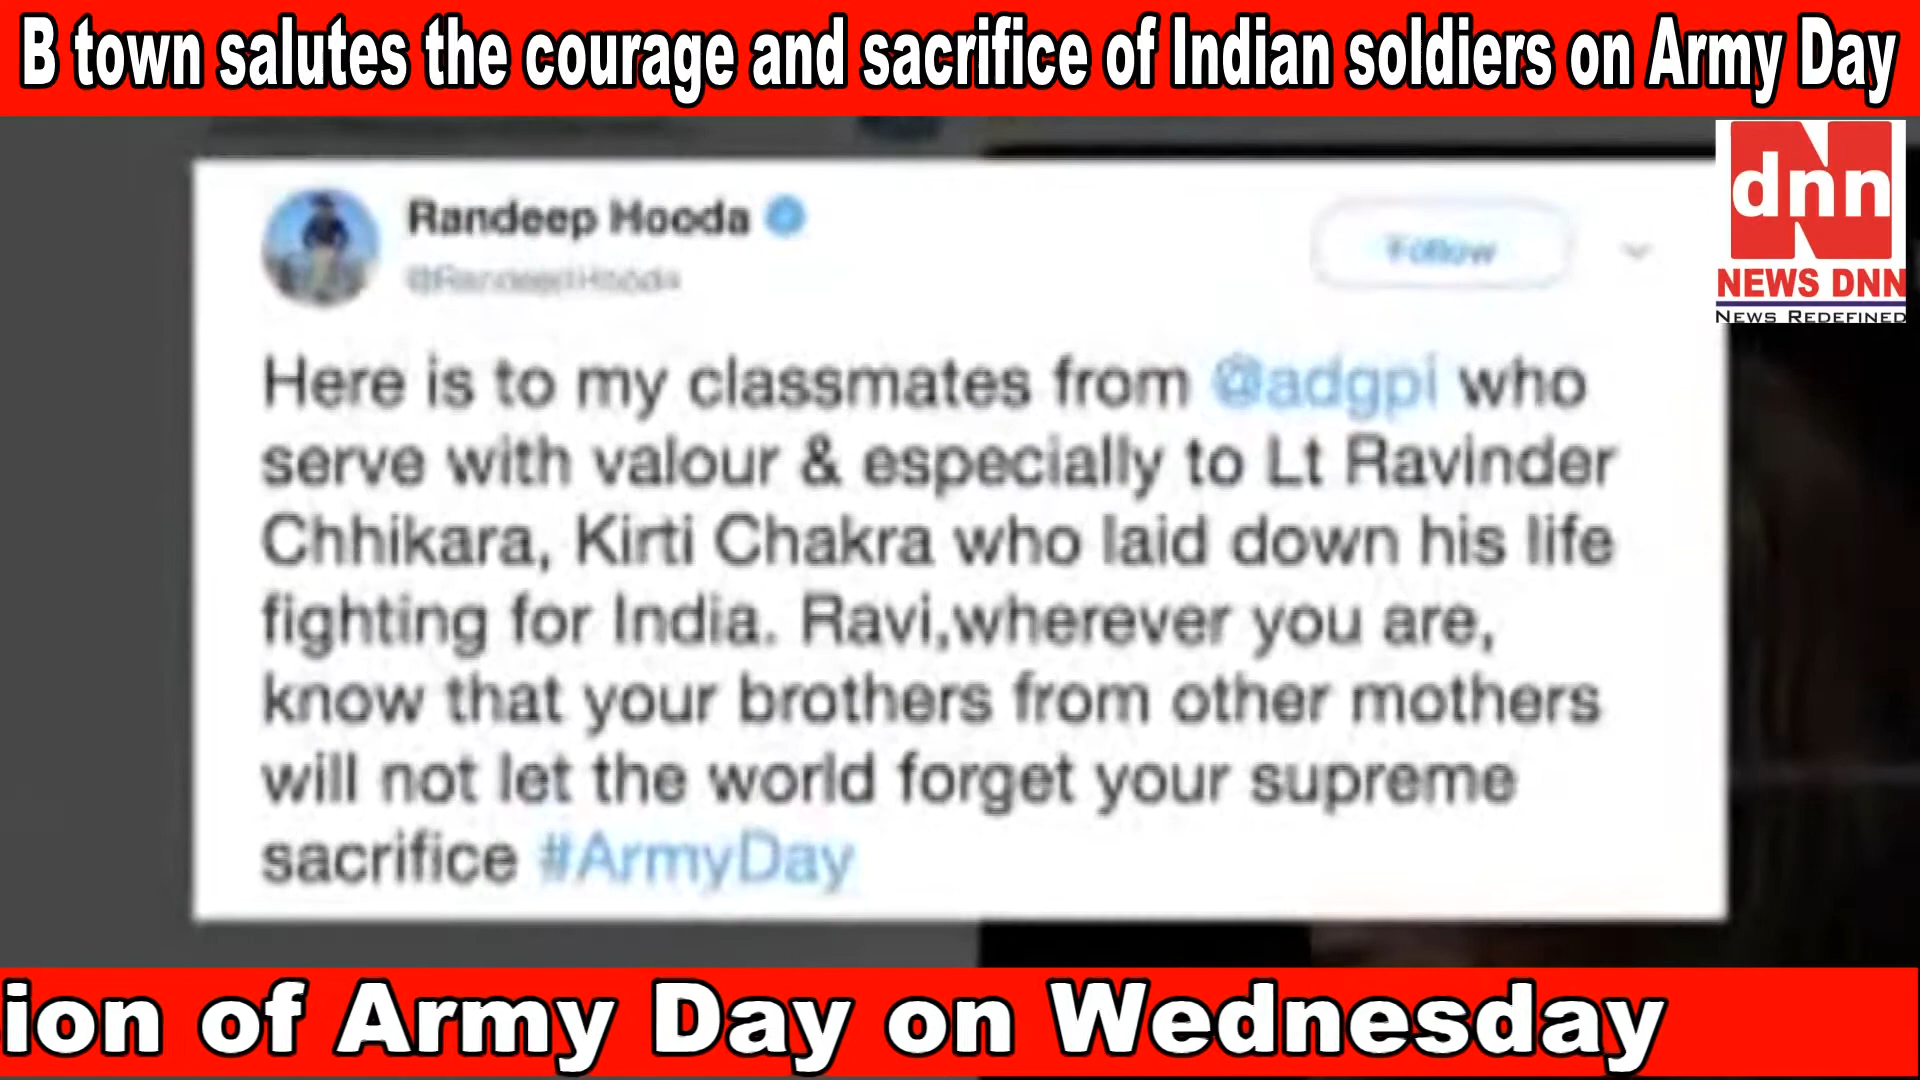 B town salutes the courage and sacrifice of Indian soldiers on Army Day
dnn
NEWS DNN
NEWS REDEFINED
Randeep Hooda
@RandeepHooda
Follow
Here is to my classmates from @adgpi who
serve with valour & especially to Lt Ravinder
Chhikara, Kirti Chakra who laid down his life
fighting for India. Ravi,wherever you are,
know that your brothers from other mothers
will not let the world forget your supreme
sacrifice #ArmyDay
ion of Army Day on Wednesday